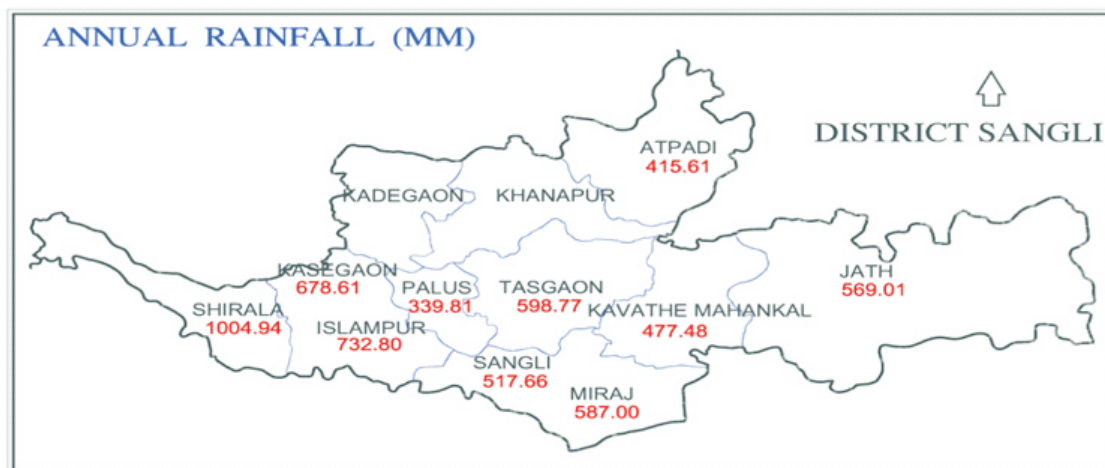 ANNUAL RAINFALL (MM)
DISTRICT SANGLI
ATPADI
415.61
KADEGAON
KHANAPUR
KASEGAON
678.61
PALUS
339.81
TASGAON
598.77
JATH
569.01
SHIRALA
1004.94
ISLAMPUR
732.80
KAVATHE MAHANKAL
477.48
SANGLI
517.66
MIRAJ
587.00